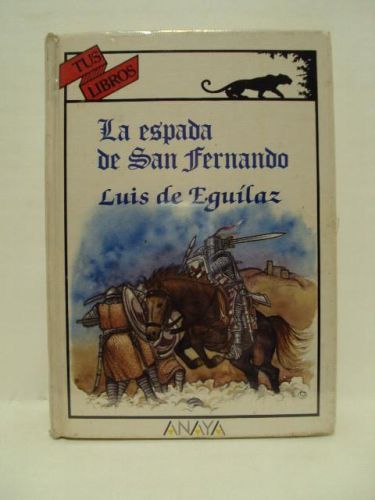 TUS
LIBROS
La espada
de San Fernando
Luis de Eguílaz
ANAYA